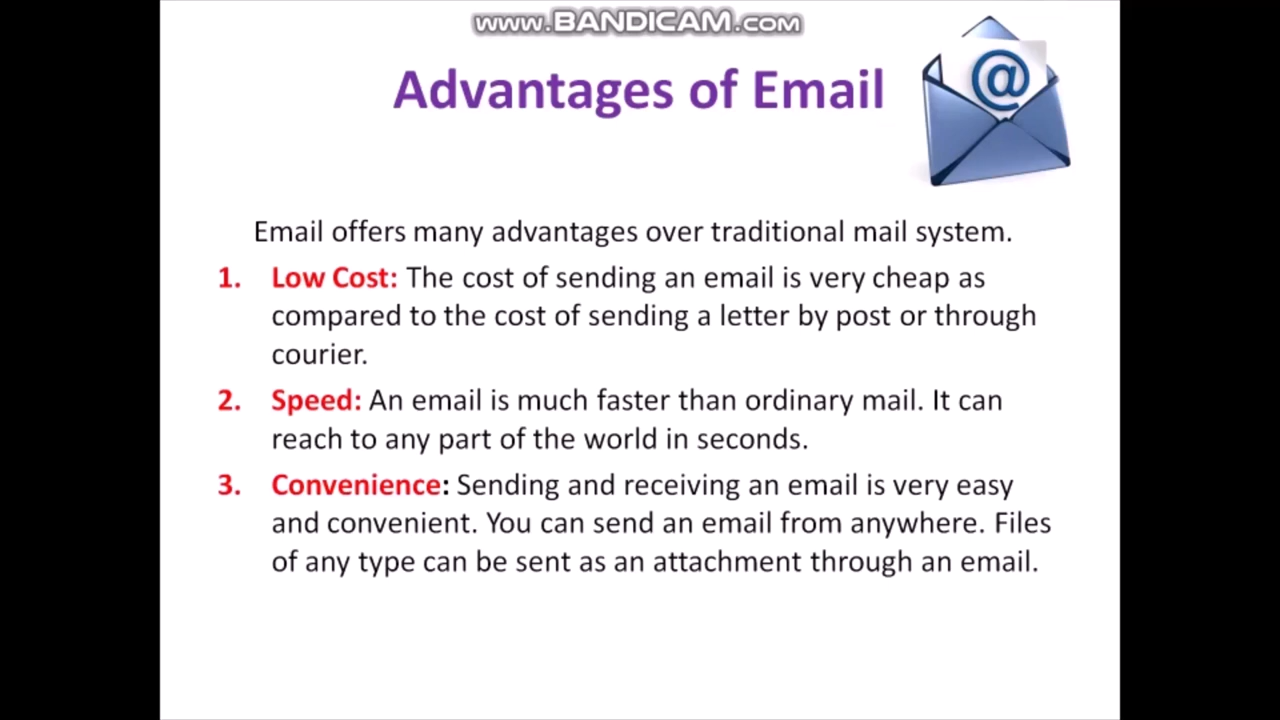 www.BANDICAM.com
Advantages of Email
@
Email offers many advantages over traditional mail system.
1. Low Cost: The cost of sending an email is very cheap as
compared to the cost of sending a letter by post or through
courier.
2. Speed: An email is much faster than ordinary mail. It can
reach to any part of the world in seconds.
3. Convenience: Sending and receiving an email is very easy
and convenient. You can send an email from anywhere. Files
of any type can be sent as an attachment through an email.